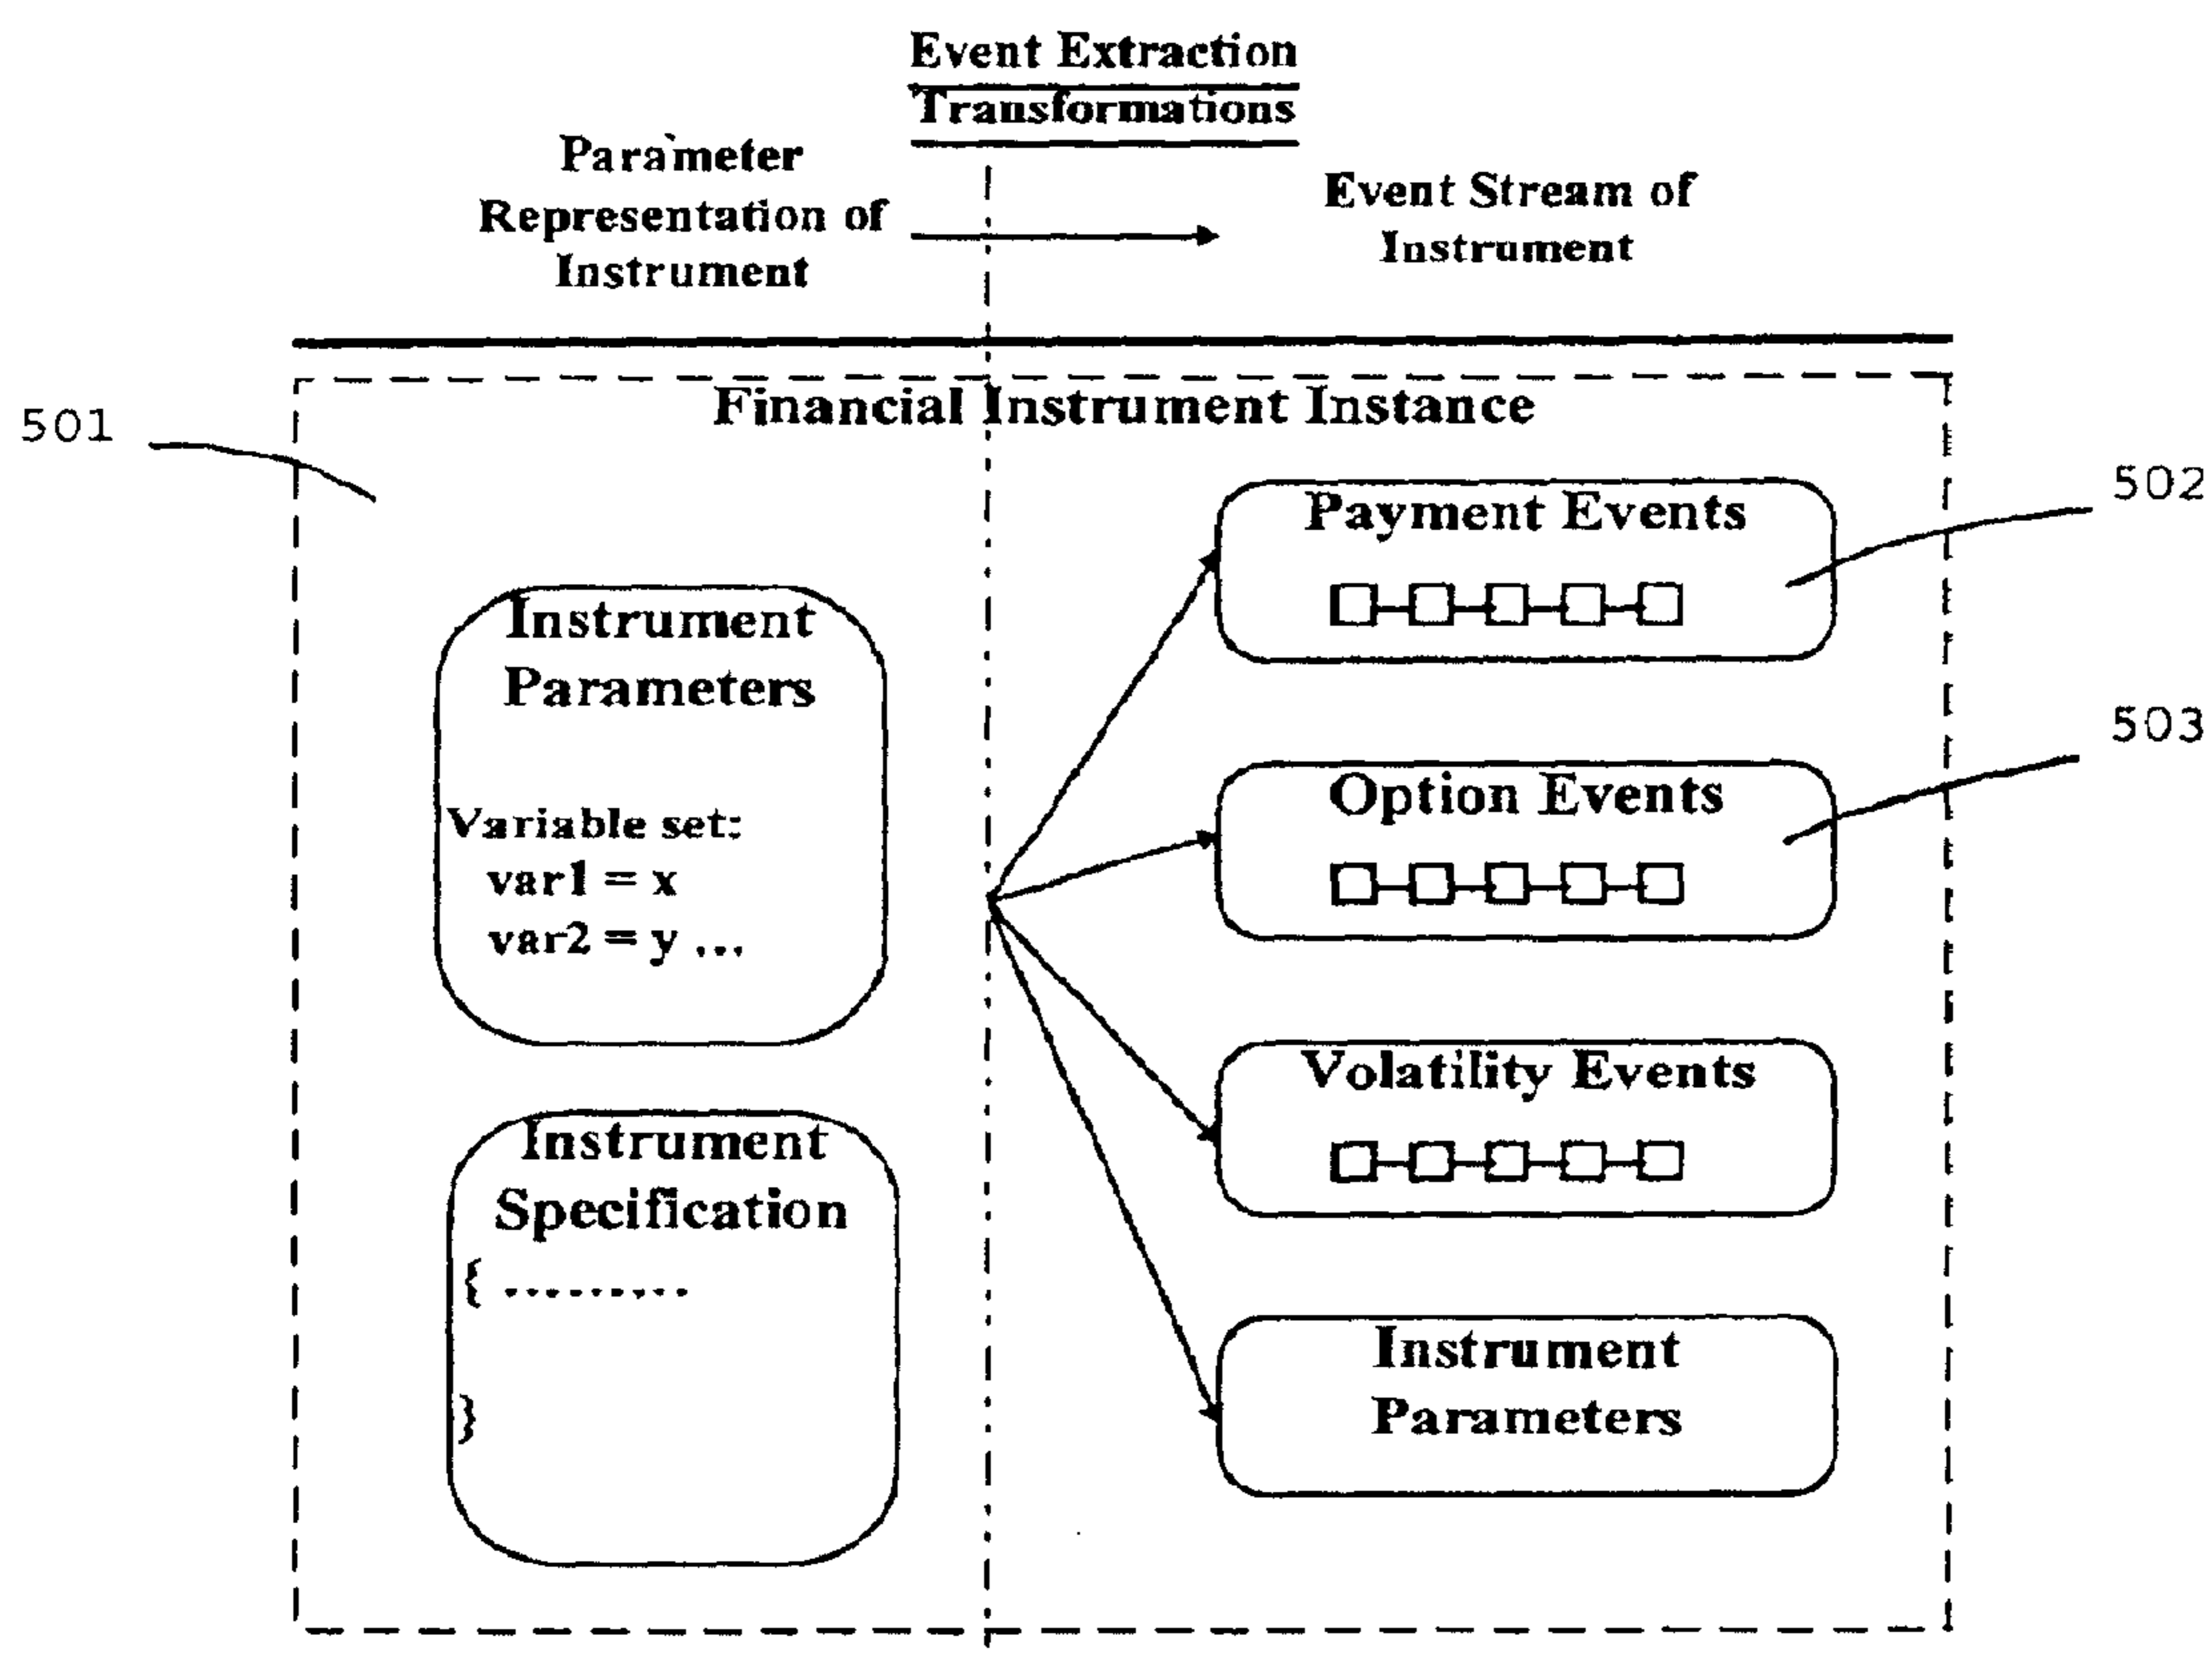 Event Extraction
Transformations
Parameter
Representation of
Instrument
Event Stream of
Instrument
Financial Instrument Instance
501
502
503
Instrument
Parameters
Variable set:
var1 = x
var2 = y ...
Instrument
Specification
{ .........
}
Payment Events
Option Events
Volatility Events
Instrument
Parameters